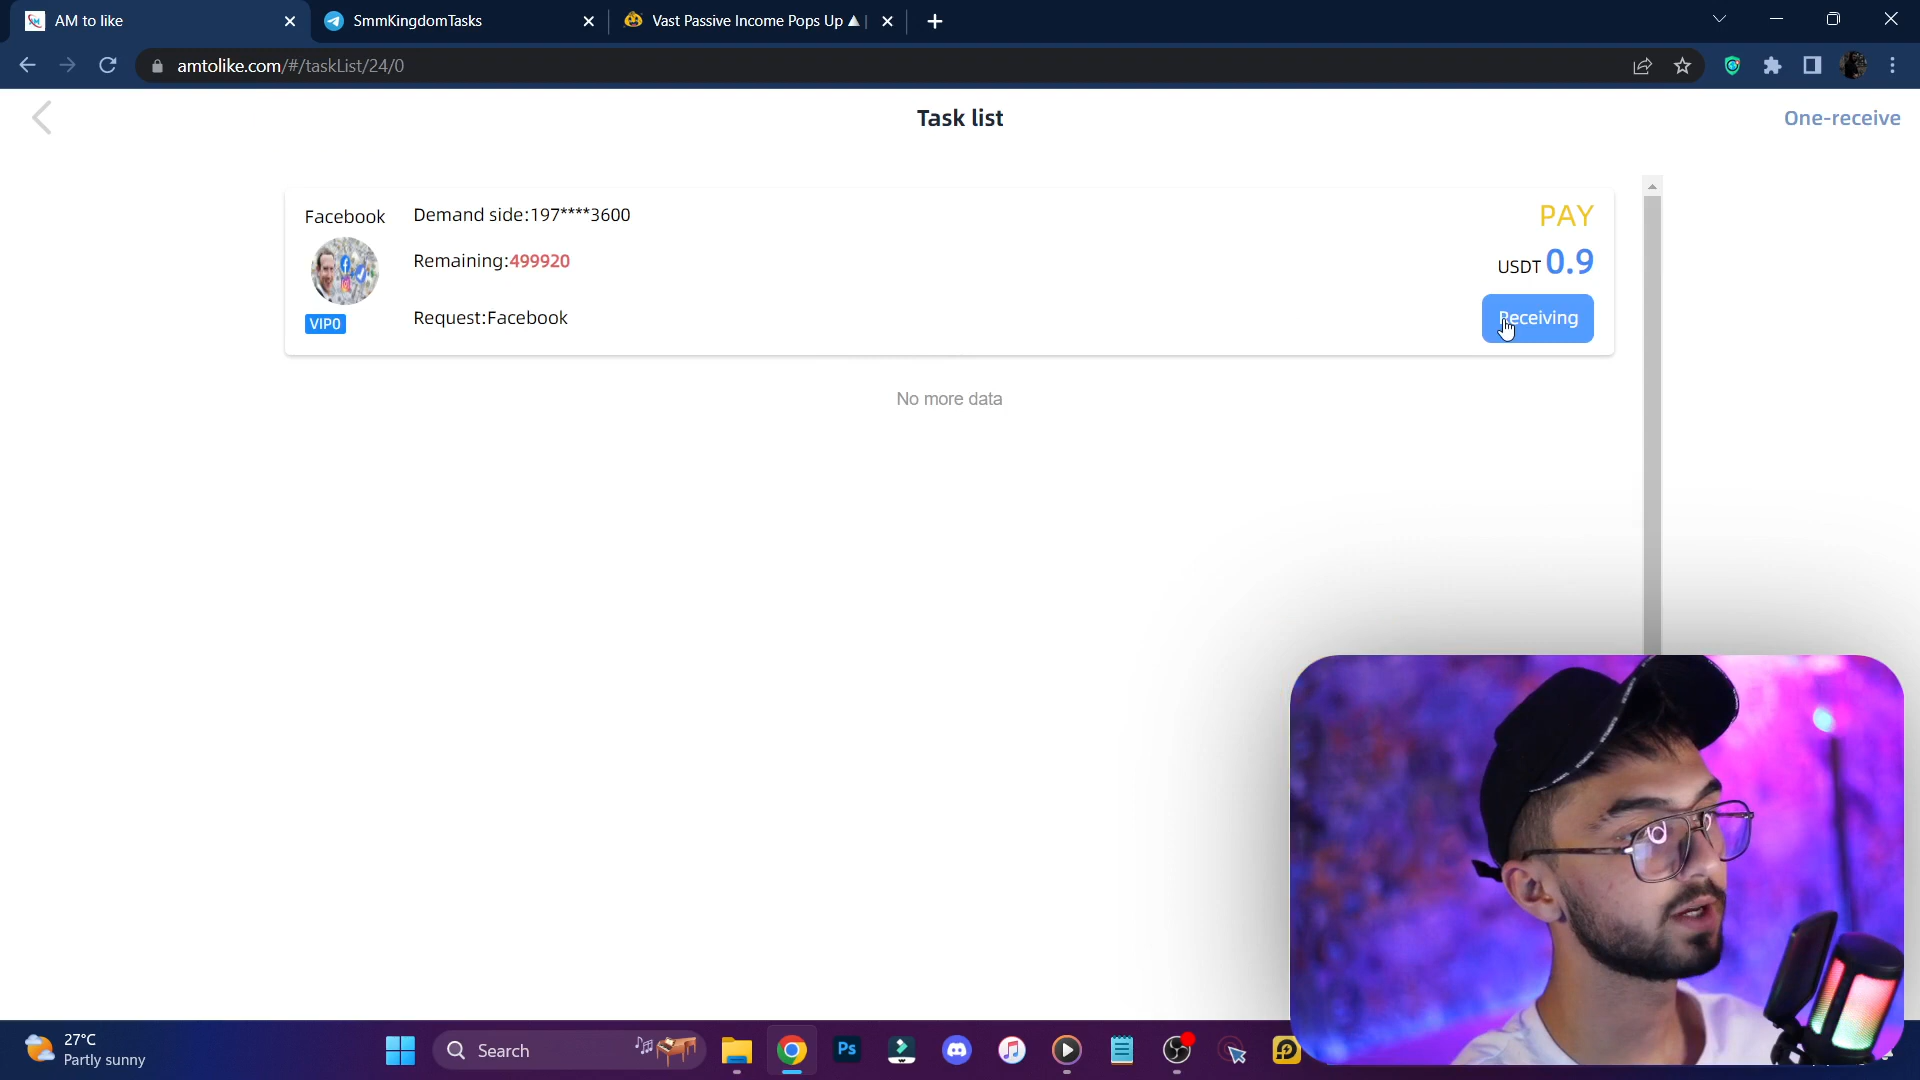 AM to like
SmmKingdomTasks
Vast Passive Income Pops Up ▲ |
amtolike.com/#/taskList/24/0
Task list
One-receive
Facebook
Demand side:197****3600
PAY
Remaining:499920
USDT 0.9
VIP0
Request:Facebook
Receiving
No more data
27°C
Partly sunny
Search
Ps